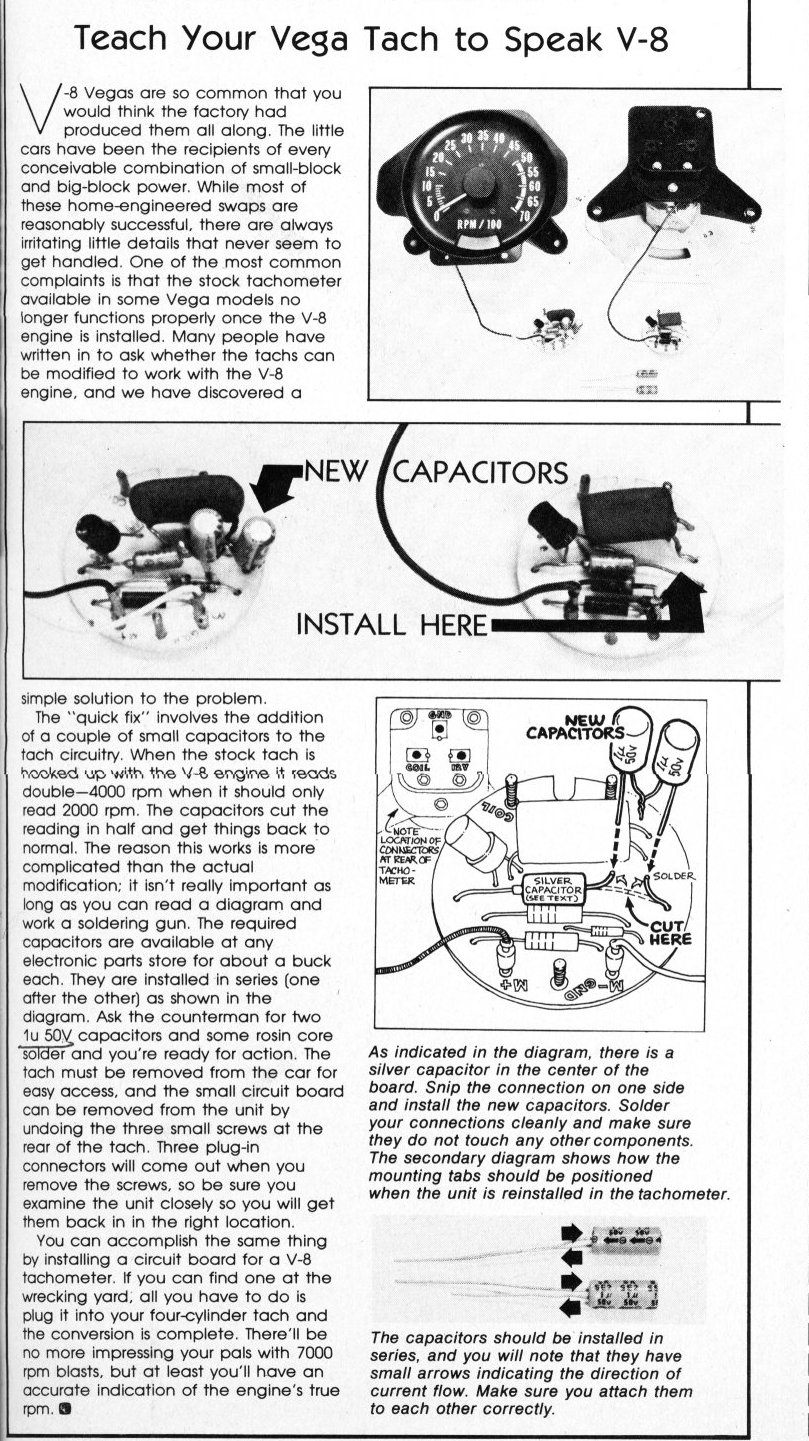 Teach Your Vega Tach to Speak V-8
V-8 Vegas are so common that you
would think the factory had
produced them all along. The little
cars have been the recipients of every
conceivable combination of small-block
and big-block power. While most of
these home-engineered swaps are
reasonably successful, there are always
irritating little details that never seem to
get handled. One of the most common
complaints is that the stock tachometer
available in some Vega models no
longer functions properly once the V-8
engine is installed. Many people have
written in to ask whether the tachs can
be modified to work with the V-8
engine, and we have discovered a
0 5 10 15 20 25 30 35 40 45 50 55 60 65 70
RPM / 100
NEW CAPACITORS
INSTALL HERE
simple solution to the problem.
The "quick fix" involves the addition
of a couple of small capacitors to the
tach circuitry. When the stock tach is
hooked up with the V-8 engine it reads
double—4000 rpm when it should only
read 2000 rpm. The capacitors cut the
reading in half and get things back to
normal. The reason this works is more
complicated than the actual
modification; it isn't really important as
long as you can read a diagram and
work a soldering gun. The required
capacitors are available at any
electronic parts store for about a buck
each. They are installed in series (one
after the other) as shown in the
diagram. Ask the counterman for two
1u 50V capacitors and some rosin core
solder and you're ready for action. The
tach must be removed from the car for
easy access, and the small circuit board
can be removed from the unit by
undoing the three small screws at the
rear of the tach. Three plug-in
connectors will come out when you
remove the screws, so be sure you
examine the unit closely so you will get
them back in in the right location.
You can accomplish the same thing
by installing a circuit board for a V-8
tachometer. If you can find one at the
wrecking yard, all you have to do is
plug it into your four-cylinder tach and
the conversion is complete. There'll be
no more impressing your pals with 7000
rpm blasts, but at least you'll have an
accurate indication of the engine's true
rpm.
GND
COIL 12V
NEW
CAPACITORS
1µ
50V
1µ
50V
COIL
NOTE
LOCATION OF
CONNECTORS
AT REAR OF
TACHO-
METER
SILVER
CAPACITOR
(SEE TEXT)
SOLDER
CUT
HERE
M+
GND
M-
As indicated in the diagram, there is a
silver capacitor in the center of the
board. Snip the connection on one side
and install the new capacitors. Solder
your connections cleanly and make sure
they do not touch any other components.
The secondary diagram shows how the
mounting tabs should be positioned
when the unit is reinstalled in the tachometer.
50V 50V
1µ 1µ
50V 50V
The capacitors should be installed in
series, and you will note that they have
small arrows indicating the direction of
current flow. Make sure you attach them
to each other correctly.